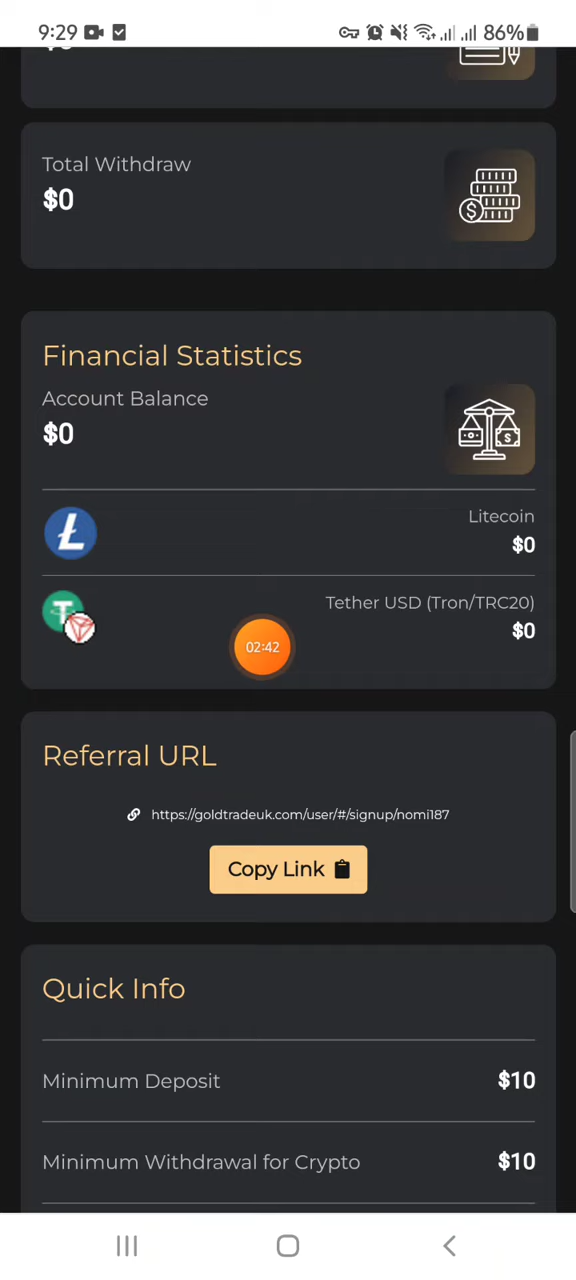 9:29 86%
Total Withdraw
$0
Financial Statistics
Account Balance
$0
Litecoin
$0
Tether USD (Tron/TRC20)
$0
02:42
Referral URL
https://goldtradeuk.com/user/#/signup/nomi187
Copy Link
Quick Info
Minimum Deposit $10
Minimum Withdrawal for Crypto $10